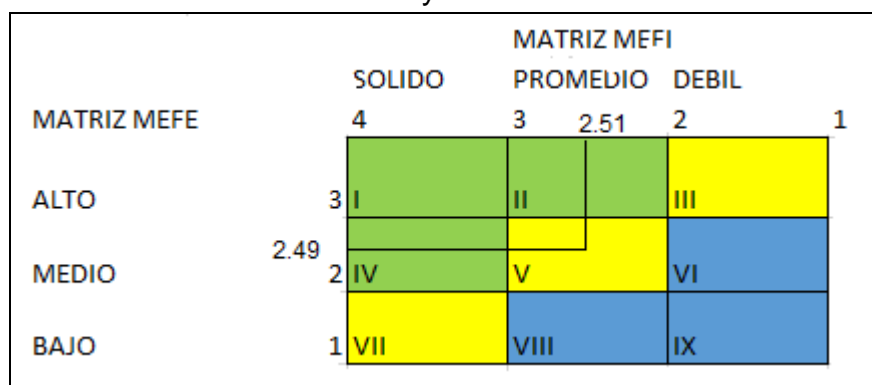 MATRIZ MEFI
SOLIDO PROMEDIO DEBIL
MATRIZ MEFE 4 3 2.51 2 1
ALTO 3 I II III
2.49
MEDIO 2 IV V VI
BAJO 1 VII VIII IX